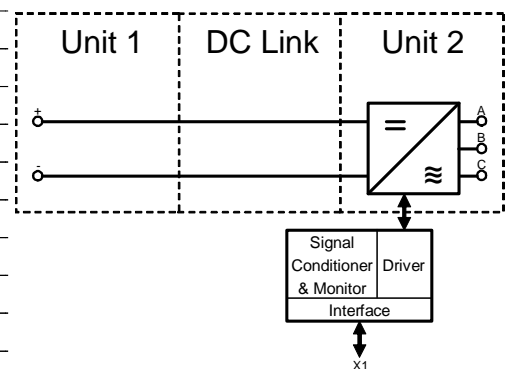 Unit 1 DC Link Unit 2
+
A
B
-
C
=
≋
Signal
Conditioner
& Monitor
Driver
Interface
X1